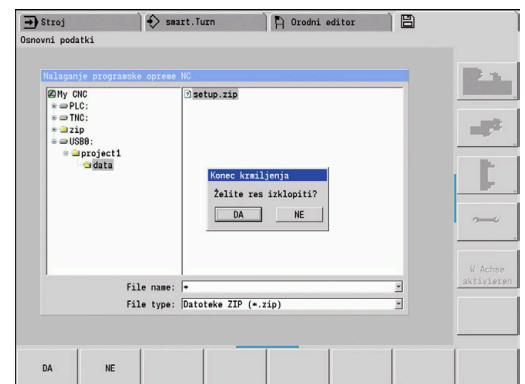 Stroj
smart.Turn
Orodni editor
Osnovni podatki
Nalaganje programske opreme NC
My CNC
PLC:
TNC:
zip
USB0:
project1
data
setup.zip
Konec krmiljenja
Želite res izklopiti?
DA
NE
File name: *
File type: Datoteke ZIP (*.zip)
W Achse
aktivieren
DA
NE